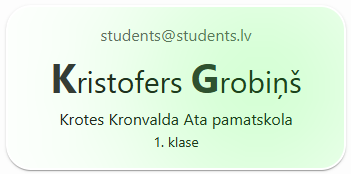 students@students.lv
Kristofers Grobiņš
Krotes Kronvalda Ata pamatskola
1. klase